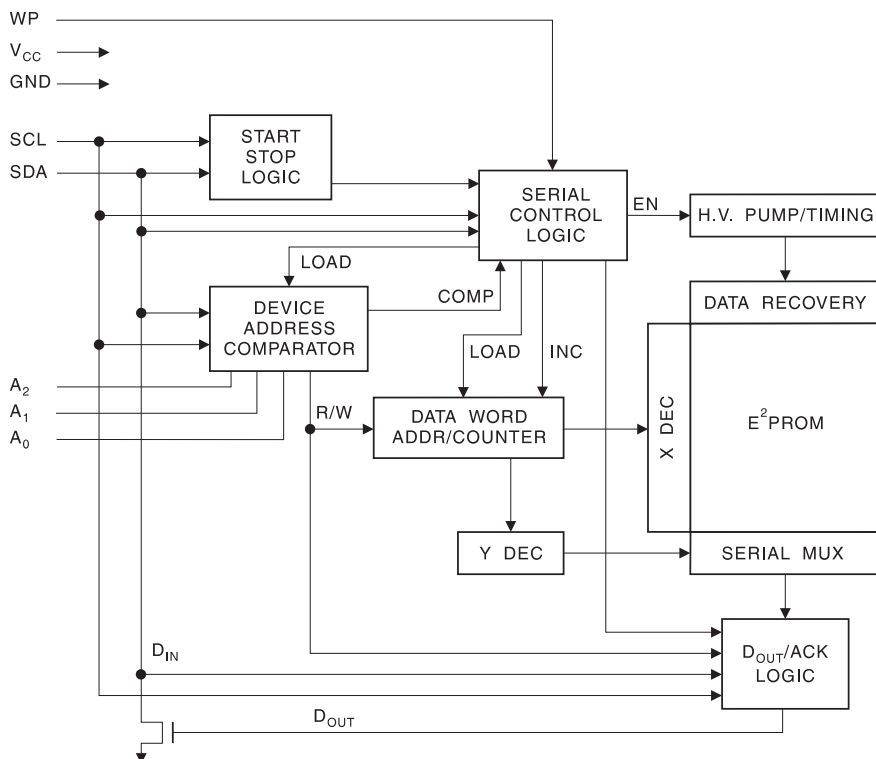 WP
VCC
GND
SCL
SDA
START
STOP
LOGIC
SERIAL
CONTROL
LOGIC
EN
H.V. PUMP/TIMING
LOAD
COMP
DEVICE
ADDRESS
COMPARATOR
DATA RECOVERY
LOAD
INC
A2
A1
A0
R/W
DATA WORD
ADDR/COUNTER
X DEC
E²PROM
Y DEC
SERIAL MUX
DIN
DOUT/ACK
LOGIC
DOUT